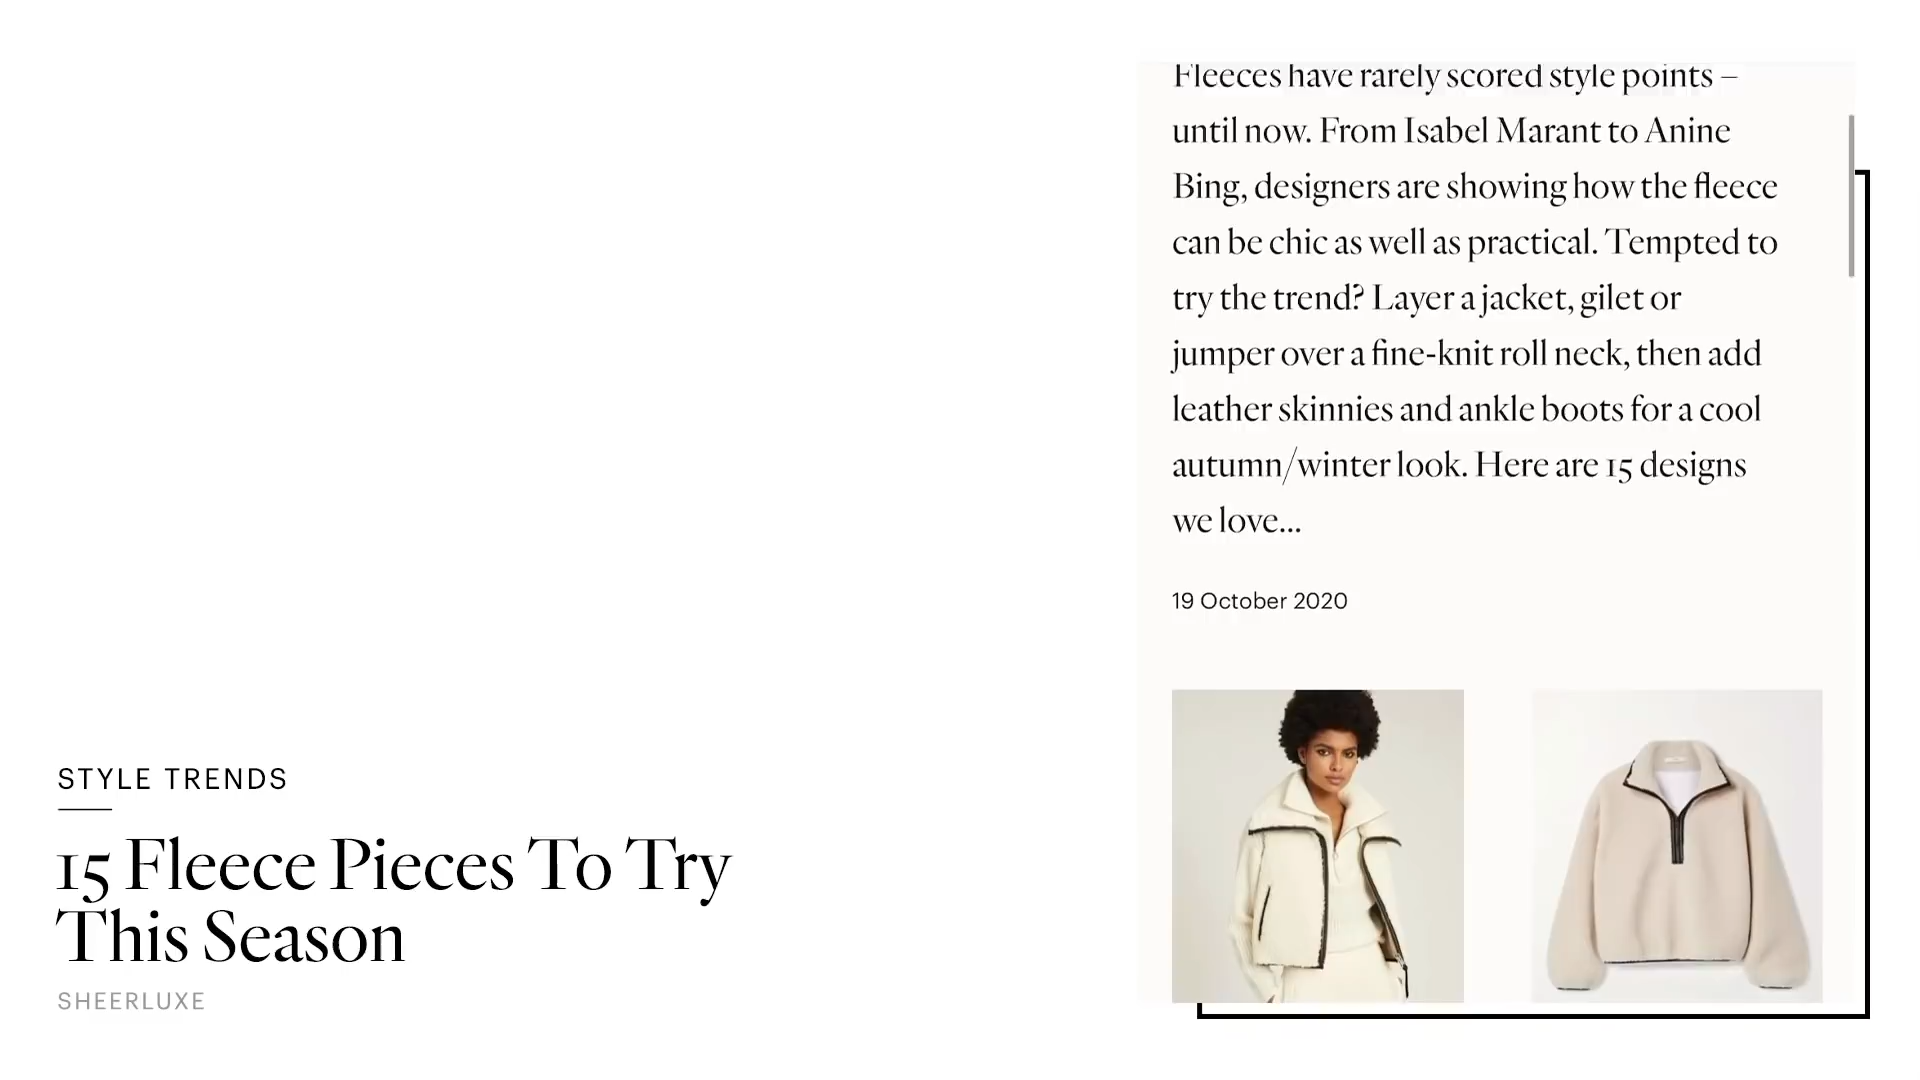 Fleeces have rarely scored style points –
until now. From Isabel Marant to Anine
Bing, designers are showing how the fleece
can be chic as well as practical. Tempted to
try the trend? Layer a jacket, gilet or
jumper over a fine-knit roll neck, then add
leather skinnies and ankle boots for a cool
autumn/winter look. Here are 15 designs
we love...
19 October 2020
STYLE TRENDS
15 Fleece Pieces To Try
This Season
SHEERLUXE